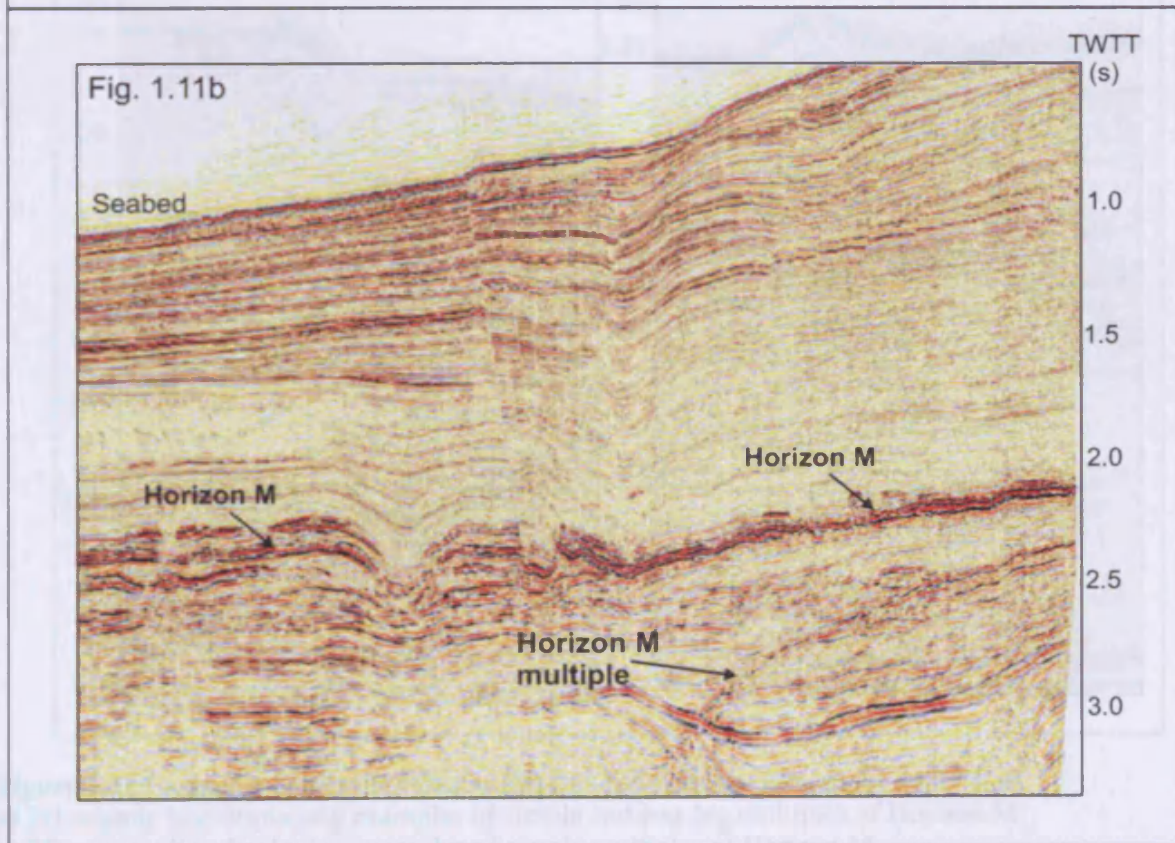 TWTT
(s)
Fig. 1.11b
Seabed
1.0
1.5
2.0
Horizon M
Horizon M
2.5
Horizon M
multiple
3.0